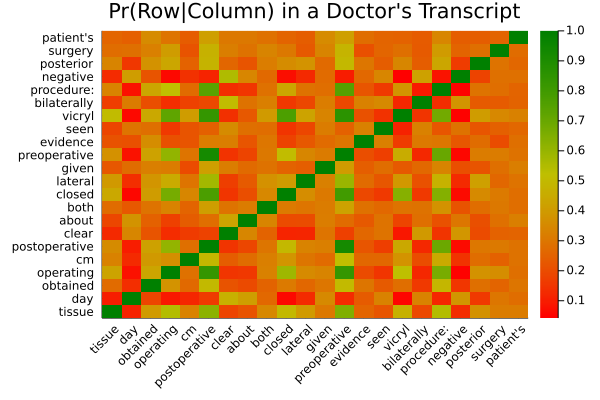 Pr(Row|Column) in a Doctor's Transcript
patient's
surgery
posterior
negative
procedure:
bilaterally
vicryl
seen
evidence
preoperative
given
lateral
closed
both
about
clear
postoperative
cm
operating
obtained
day
tissue
tissue
day
obtained
operating
cm
postoperative
clear
about
both
closed
lateral
given
preoperative
evidence
seen
vicryl
bilaterally
procedure:
negative
posterior
surgery
patient's
1.0
0.9
0.8
0.7
0.6
0.5
0.4
0.3
0.2
0.1